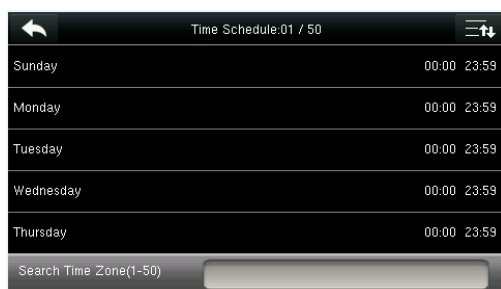 Time Schedule:01 / 50
Sunday 00:00 23:59
Monday 00:00 23:59
Tuesday 00:00 23:59
Wednesday 00:00 23:59
Thursday 00:00 23:59
Search Time Zone(1-50)